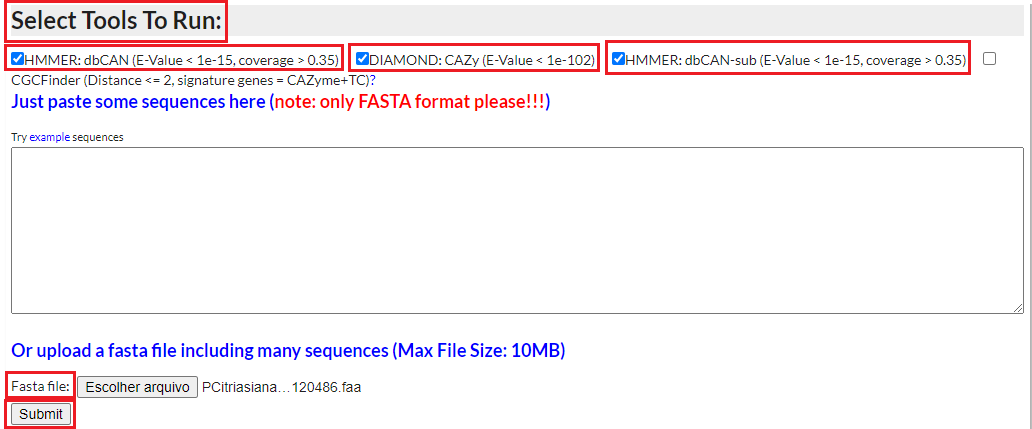 Select Tools To Run:
HMMER: dbCAN (E-Value < 1e-15, coverage > 0.35) DIAMOND: CAZy (E-Value < 1e-102) HMMER: dbCAN-sub (E-Value < 1e-15, coverage > 0.35)
CGCFinder (Distance <= 2, signature genes = CAZyme+TC)?
Just paste some sequences here (note: only FASTA format please!!!)
Try example sequences
Or upload a fasta file including many sequences (Max File Size: 10MB)
Fasta file: Escolher arquivo PCitriasiana...120486.faa
Submit